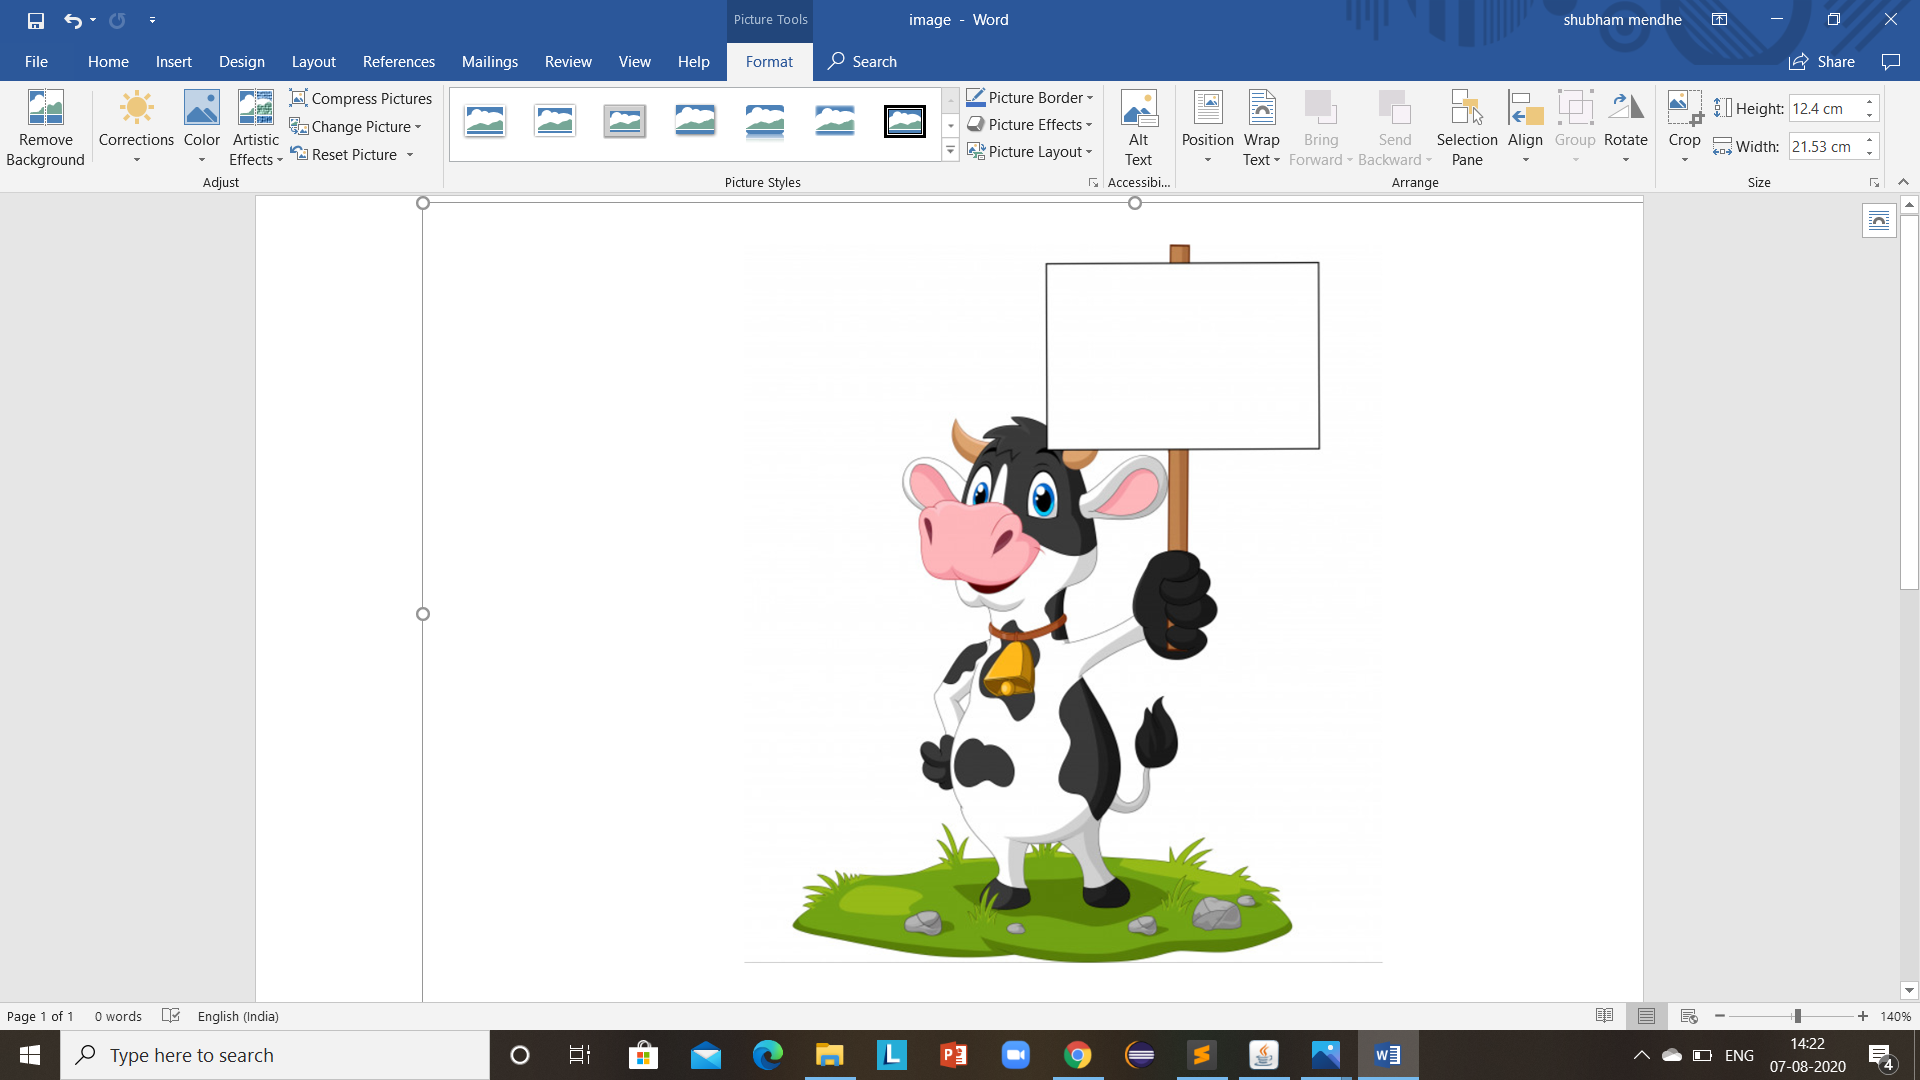 Picture Tools
image - Word
shubham mendhe
File Home Insert Design Layout References Mailings Review View Help Format Search Share
Remove Background
Corrections
Color
Artistic Effects
Compress Pictures
Change Picture
Reset Picture
Picture Border
Picture Effects
Picture Layout
Alt Text
Position
Wrap Text
Bring Forward
Send Backward
Selection Pane
Align
Group
Rotate
Crop
Height: 12.4 cm
Width: 21.53 cm
Adjust
Picture Styles
Accessibi...
Arrange
Size
Page 1 of 1 0 words English (India) 140%
Type here to search
L
ENG
14:22
07-08-2020
4